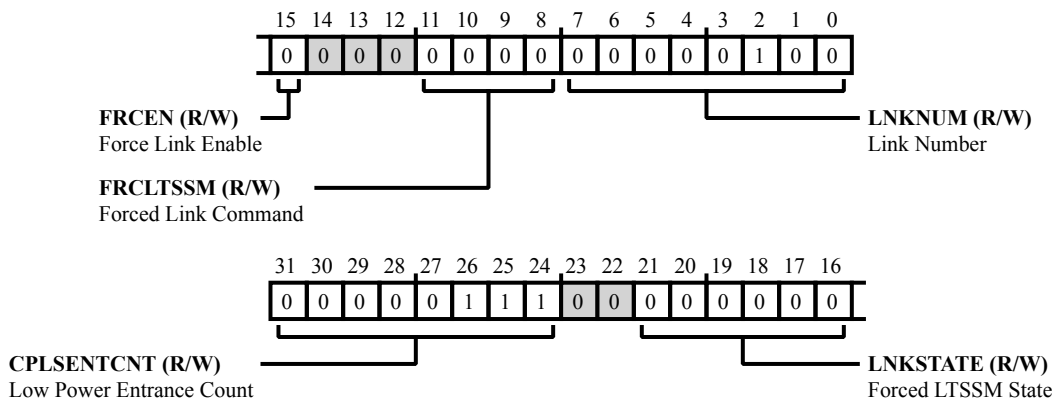 15 14 13 12 11 10 9 8 7 6 5 4 3 2 1 0
0 0 0 0 0 0 0 0 0 0 0 0 0 1 0 0
FRCEN (R/W)
Force Link Enable
LNKNUM (R/W)
Link Number
FRCLTSSM (R/W)
Forced Link Command
31 30 29 28 27 26 25 24 23 22 21 20 19 18 17 16
0 0 0 0 0 1 1 1 0 0 0 0 0 0 0 0
CPLSENTCNT (R/W)
Low Power Entrance Count
LNKSTATE (R/W)
Forced LTSSM State